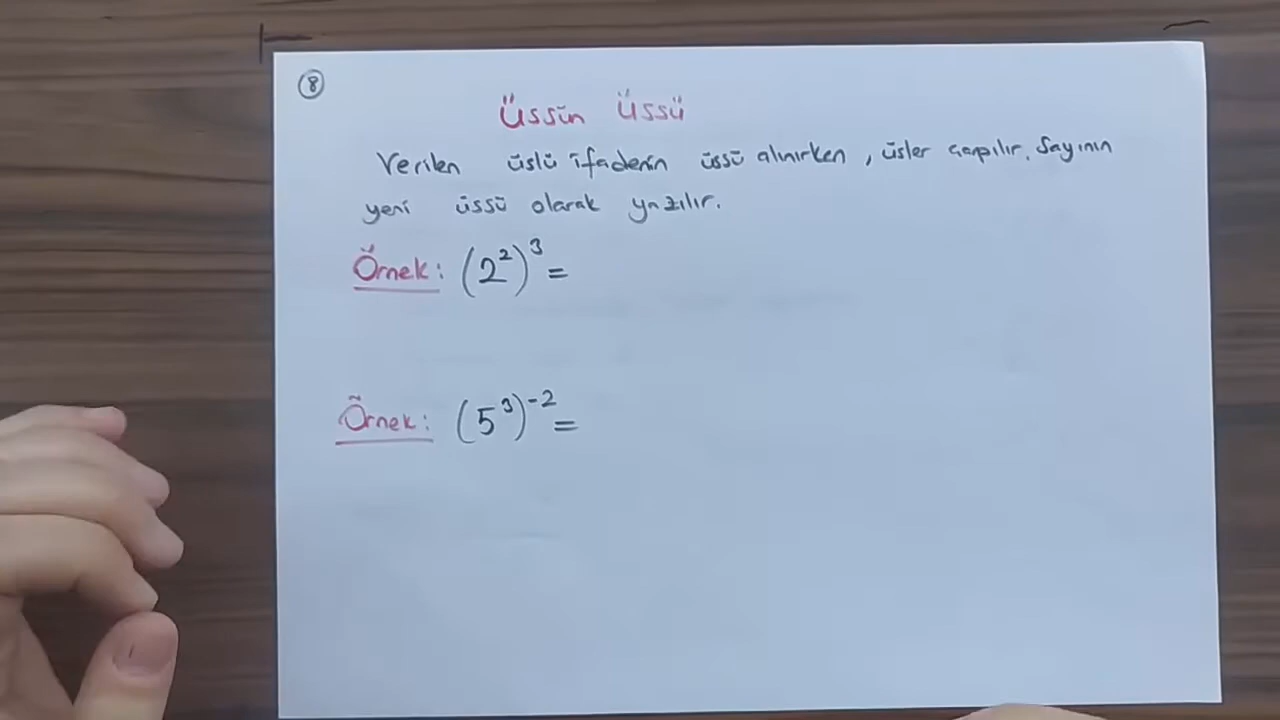 8
Üssün Üssü
Verilen üslü ifadenin üssü alınırken, üsler çarpılır. Sayının
yeni üssü olarak yazılır.
Örnek: (2²)³=
Örnek: (5³)⁻²=